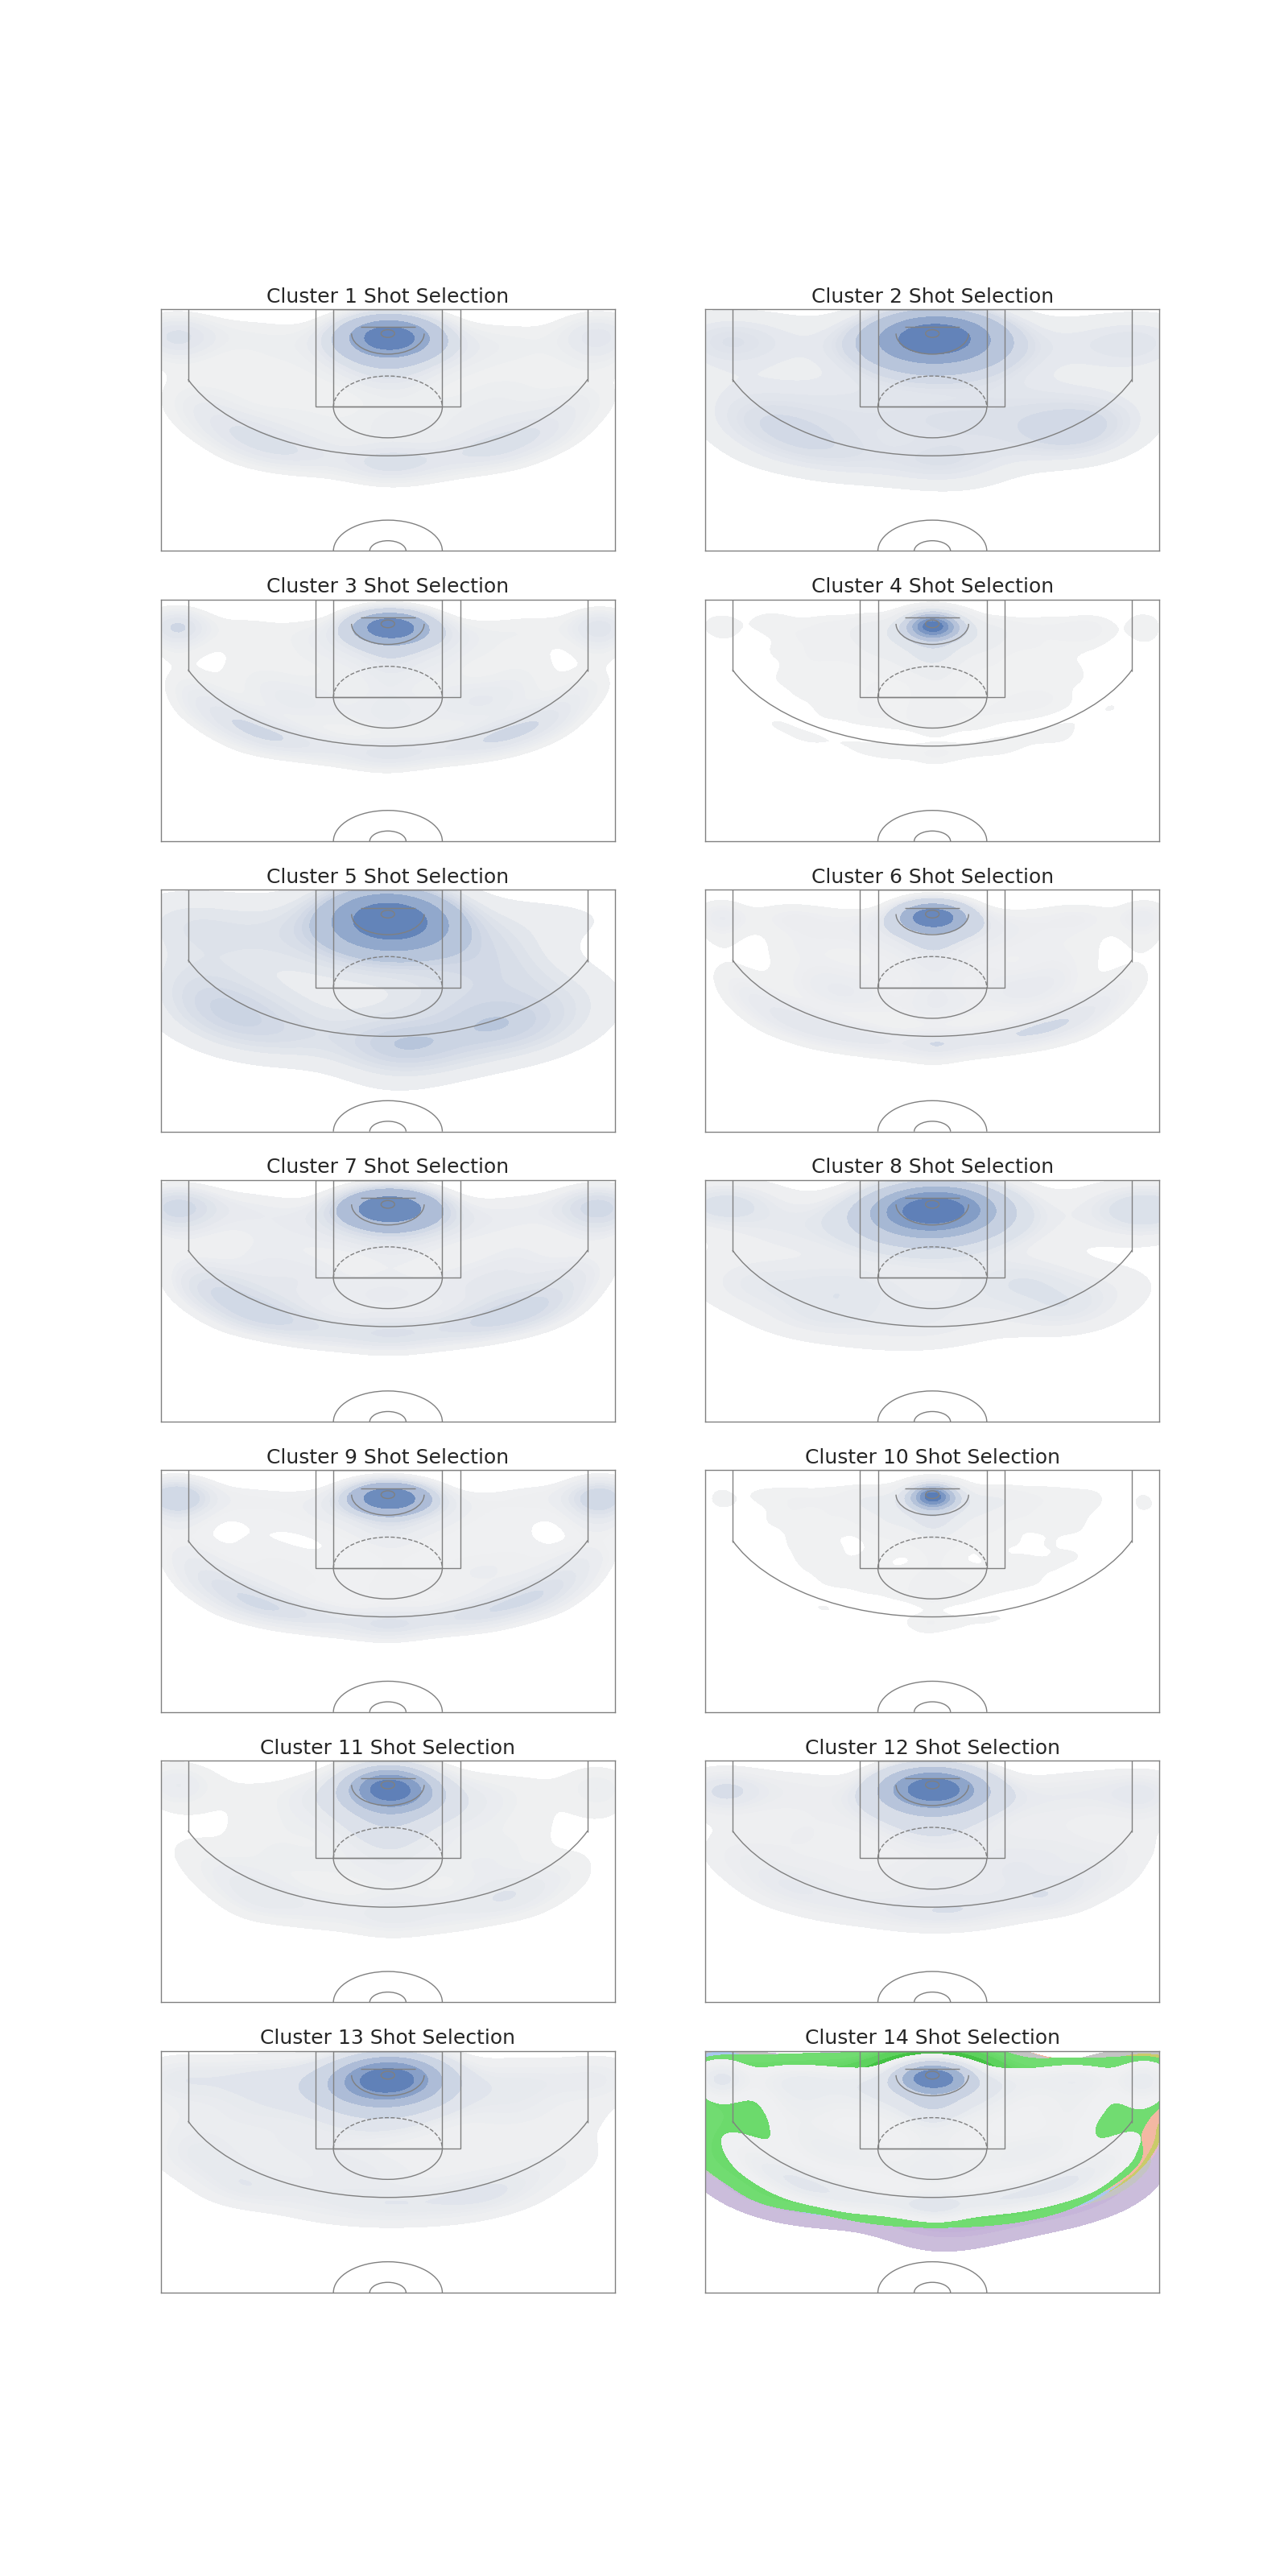 Cluster 1 Shot Selection
Cluster 2 Shot Selection
Cluster 3 Shot Selection
Cluster 4 Shot Selection
Cluster 5 Shot Selection
Cluster 6 Shot Selection
Cluster 7 Shot Selection
Cluster 8 Shot Selection
Cluster 9 Shot Selection
Cluster 10 Shot Selection
Cluster 11 Shot Selection
Cluster 12 Shot Selection
Cluster 13 Shot Selection
Cluster 14 Shot Selection